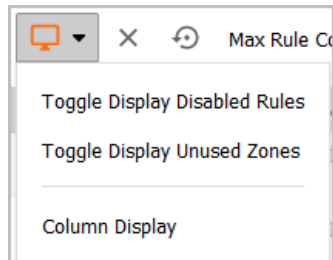 Max Rule Co
Toggle Display Disabled Rules
Toggle Display Unused Zones
Column Display